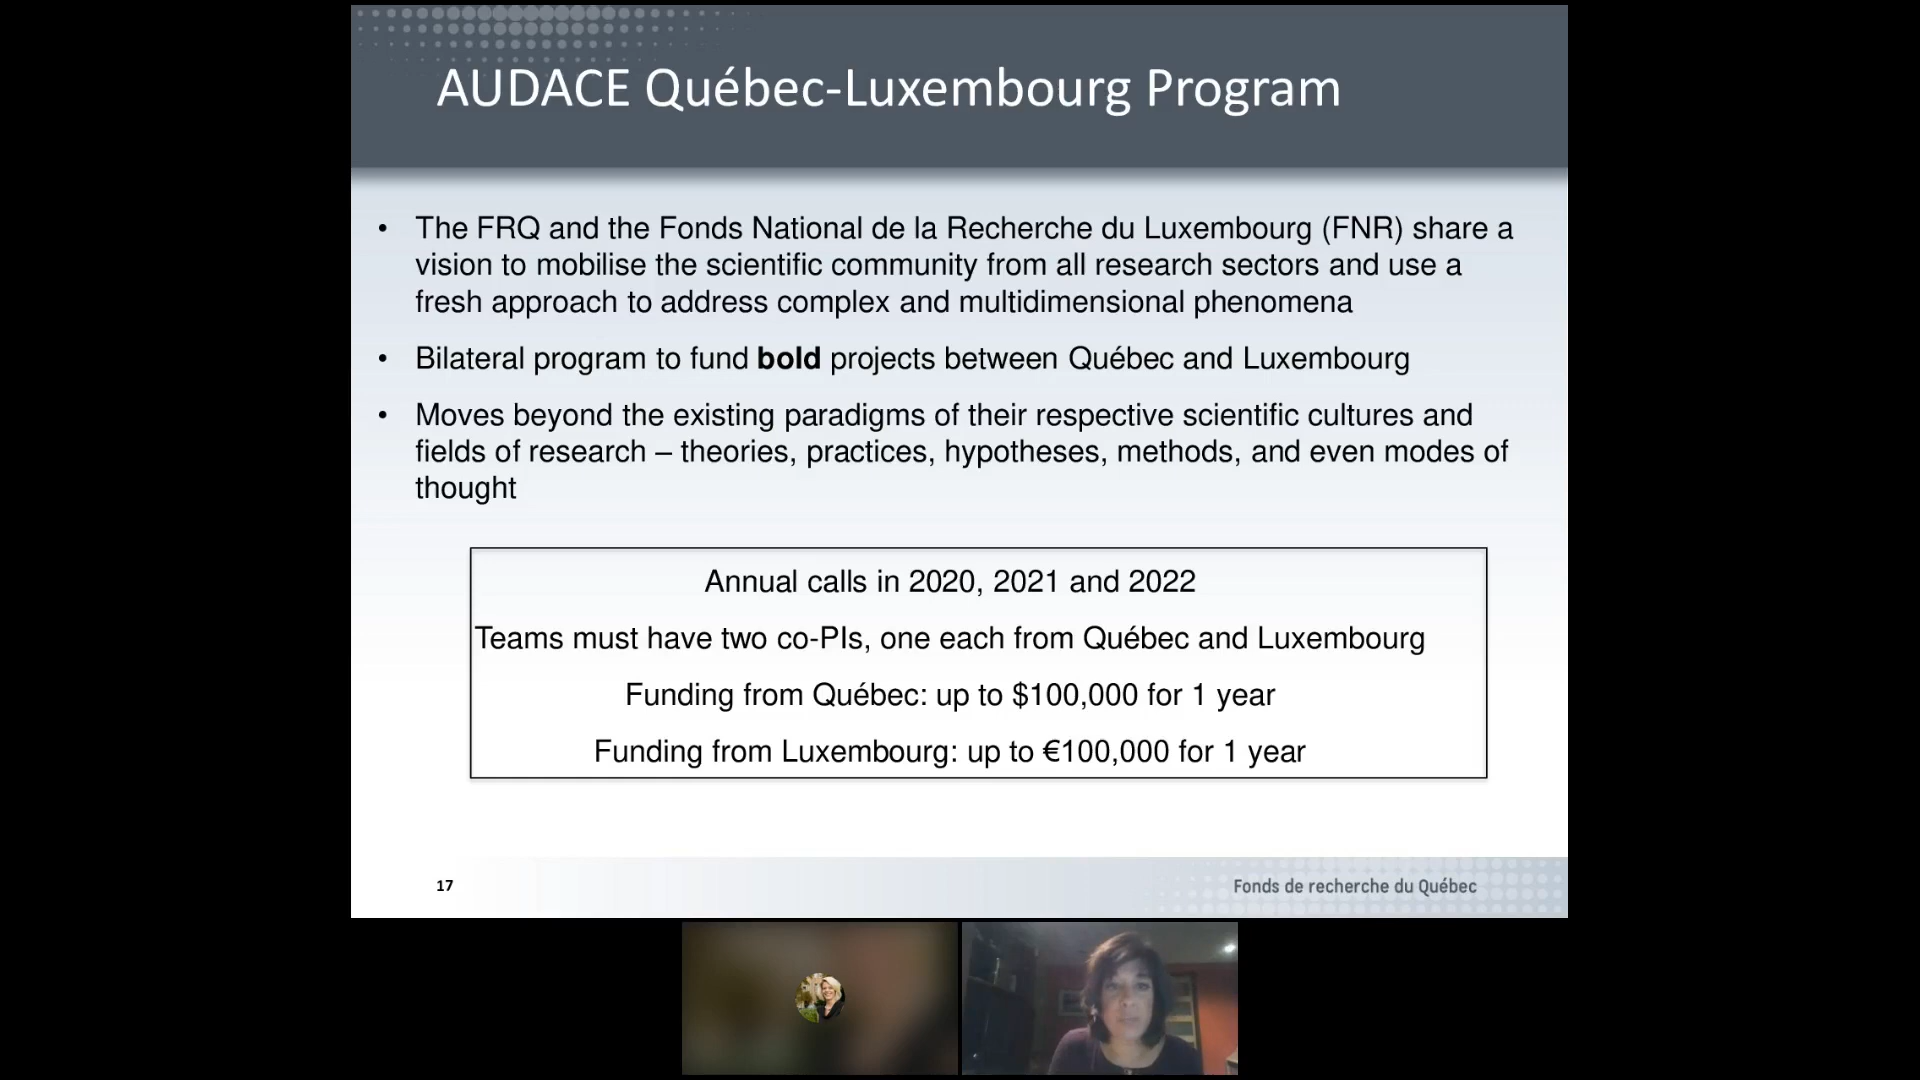 AUDACE Québec-Luxembourg Program
• The FRQ and the Fonds National de la Recherche du Luxembourg (FNR) share a
vision to mobilise the scientific community from all research sectors and use a
fresh approach to address complex and multidimensional phenomena
• Bilateral program to fund bold projects between Québec and Luxembourg
• Moves beyond the existing paradigms of their respective scientific cultures and
fields of research – theories, practices, hypotheses, methods, and even modes of
thought
Annual calls in 2020, 2021 and 2022
Teams must have two co-PIs, one each from Québec and Luxembourg
Funding from Québec: up to $100,000 for 1 year
Funding from Luxembourg: up to €100,000 for 1 year
17
Fonds de recherche du Québec